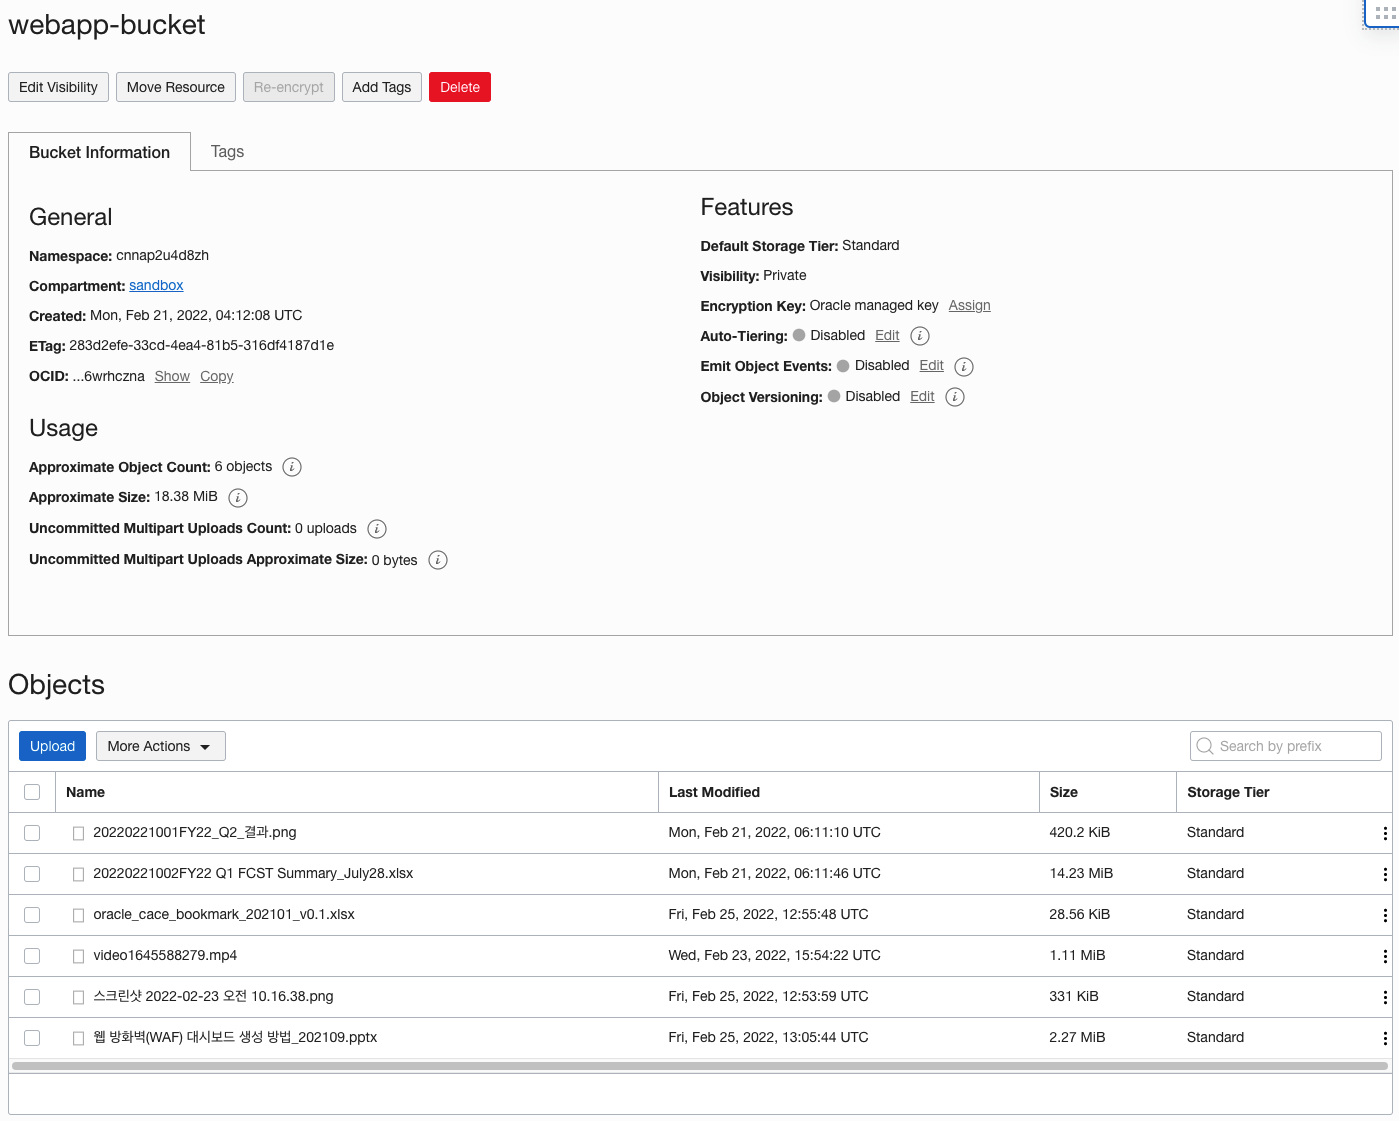 webapp-bucket
Edit Visibility Move Resource Re-encrypt Add Tags Delete
Bucket Information Tags
General
Namespace: cnnap2u4d8zh
Compartment: sandbox
Created: Mon, Feb 21, 2022, 04:12:08 UTC
ETag: 283d2efe-33cd-4ea4-81b5-316df4187d1e
OCID: ...6wrhczna Show Copy
Usage
Approximate Object Count: 6 objects i
Approximate Size: 18.38 MiB i
Uncommitted Multipart Uploads Count: 0 uploads i
Uncommitted Multipart Uploads Approximate Size: 0 bytes i
Features
Default Storage Tier: Standard
Visibility: Private
Encryption Key: Oracle managed key Assign
Auto-Tiering: Disabled Edit i
Emit Object Events: Disabled Edit i
Object Versioning: Disabled Edit i
Objects
Upload More Actions Search by prefix
Name Last Modified Size Storage Tier
20220221001FY22_Q2_결과.png Mon, Feb 21, 2022, 06:11:10 UTC 420.2 KiB Standard
20220221002FY22 Q1 FCST Summary_July28.xlsx Mon, Feb 21, 2022, 06:11:46 UTC 14.23 MiB Standard
oracle_cace_bookmark_202101_v0.1.xlsx Fri, Feb 25, 2022, 12:55:48 UTC 28.56 KiB Standard
video1645588279.mp4 Wed, Feb 23, 2022, 15:54:22 UTC 1.11 MiB Standard
스크린샷 2022-02-23 오전 10.16.38.png Fri, Feb 25, 2022, 12:53:59 UTC 331 KiB Standard
웹 방화벽(WAF) 대시보드 생성 방법_202109.pptx Fri, Feb 25, 2022, 13:05:44 UTC 2.27 MiB Standard